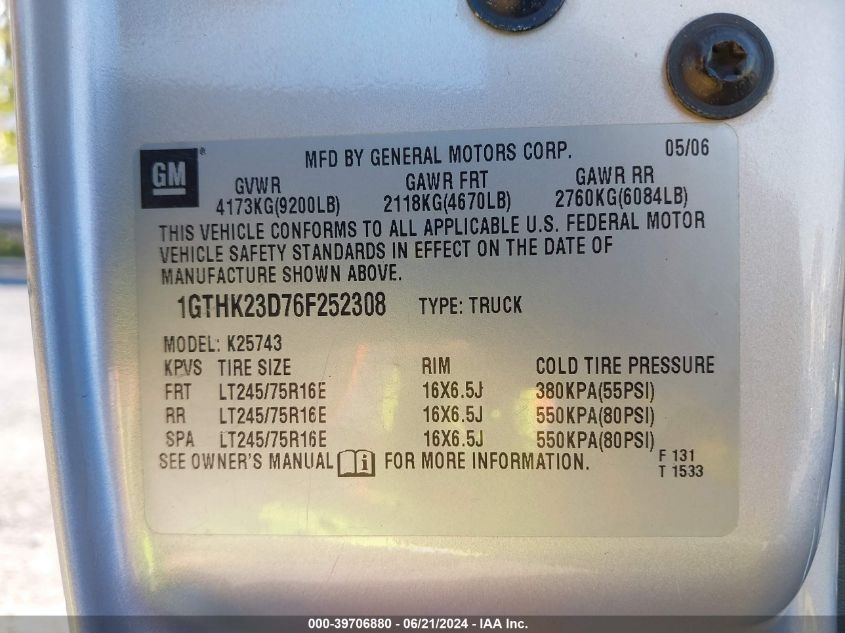 GM
MFD BY GENERAL MOTORS CORP. 05/06
GVWR GAWR FRT GAWR RR
4173KG(9200LB) 2118KG(4670LB) 2760KG(6084LB)
THIS VEHICLE CONFORMS TO ALL APPLICABLE U.S. FEDERAL MOTOR
VEHICLE SAFETY STANDARDS IN EFFECT ON THE DATE OF
MANUFACTURE SHOWN ABOVE.
1GTHK23D76F252308 TYPE: TRUCK
MODEL: K25743
KPVS TIRE SIZE RIM COLD TIRE PRESSURE
FRT LT245/75R16E 16X6.5J 380KPA(55PSI)
RR LT245/75R16E 16X6.5J 550KPA(80PSI)
SPA LT245/75R16E 16X6.5J 550KPA(80PSI)
SEE OWNER'S MANUAL FOR MORE INFORMATION. F 131
T 1533
000-39706880 - 06/21/2024 - IAA Inc.